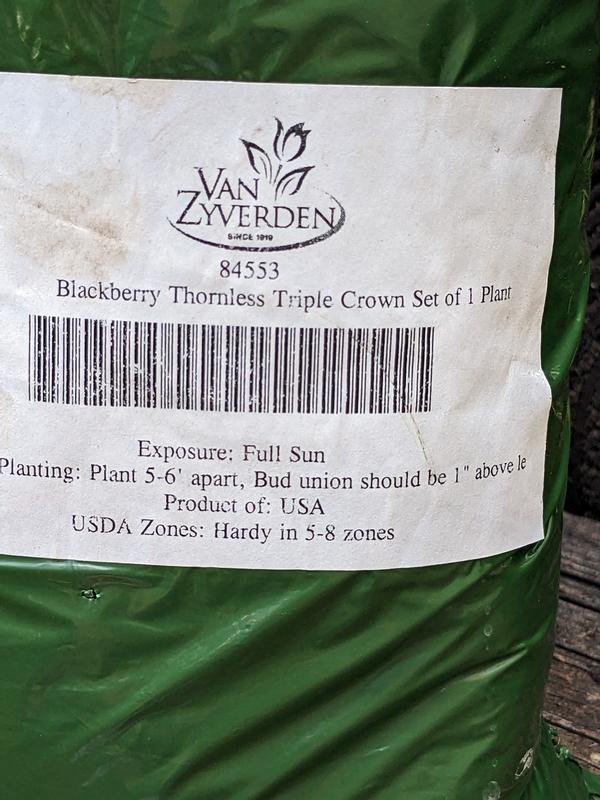 VAN
ZYVERDEN
SINCE 1919
84553
Blackberry Thornless Triple Crown Set of 1 Plant
Exposure: Full Sun
Planting: Plant 5-6' apart, Bud union should be 1" above le
Product of: USA
USDA Zones: Hardy in 5-8 zones